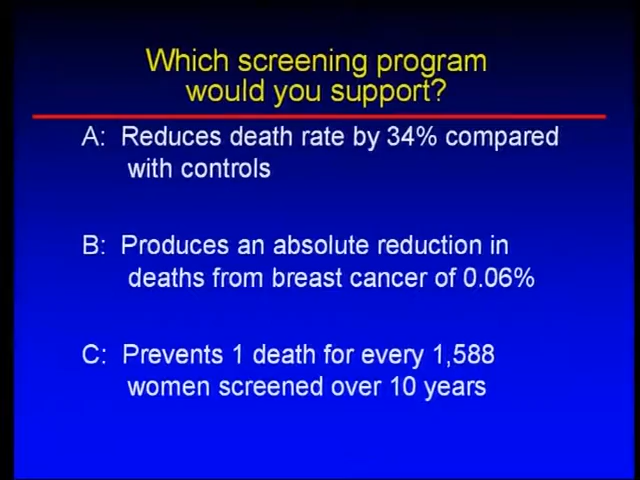 Which screening program
would you support?
A: Reduces death rate by 34% compared
with controls
B: Produces an absolute reduction in
deaths from breast cancer of 0.06%
C: Prevents 1 death for every 1,588
women screened over 10 years